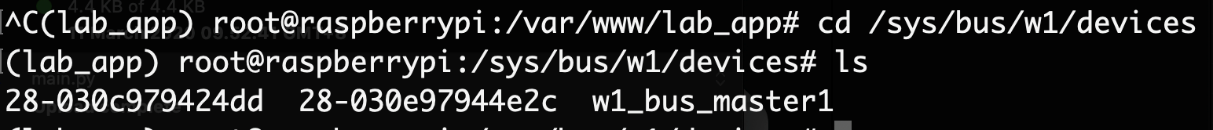 ^C(lab_app) root@raspberrypi:/var/www/lab_app# cd /sys/bus/w1/devices
(lab_app) root@raspberrypi:/sys/bus/w1/devices# ls
28-030c979424dd  28-030e97944e2c  w1_bus_master1